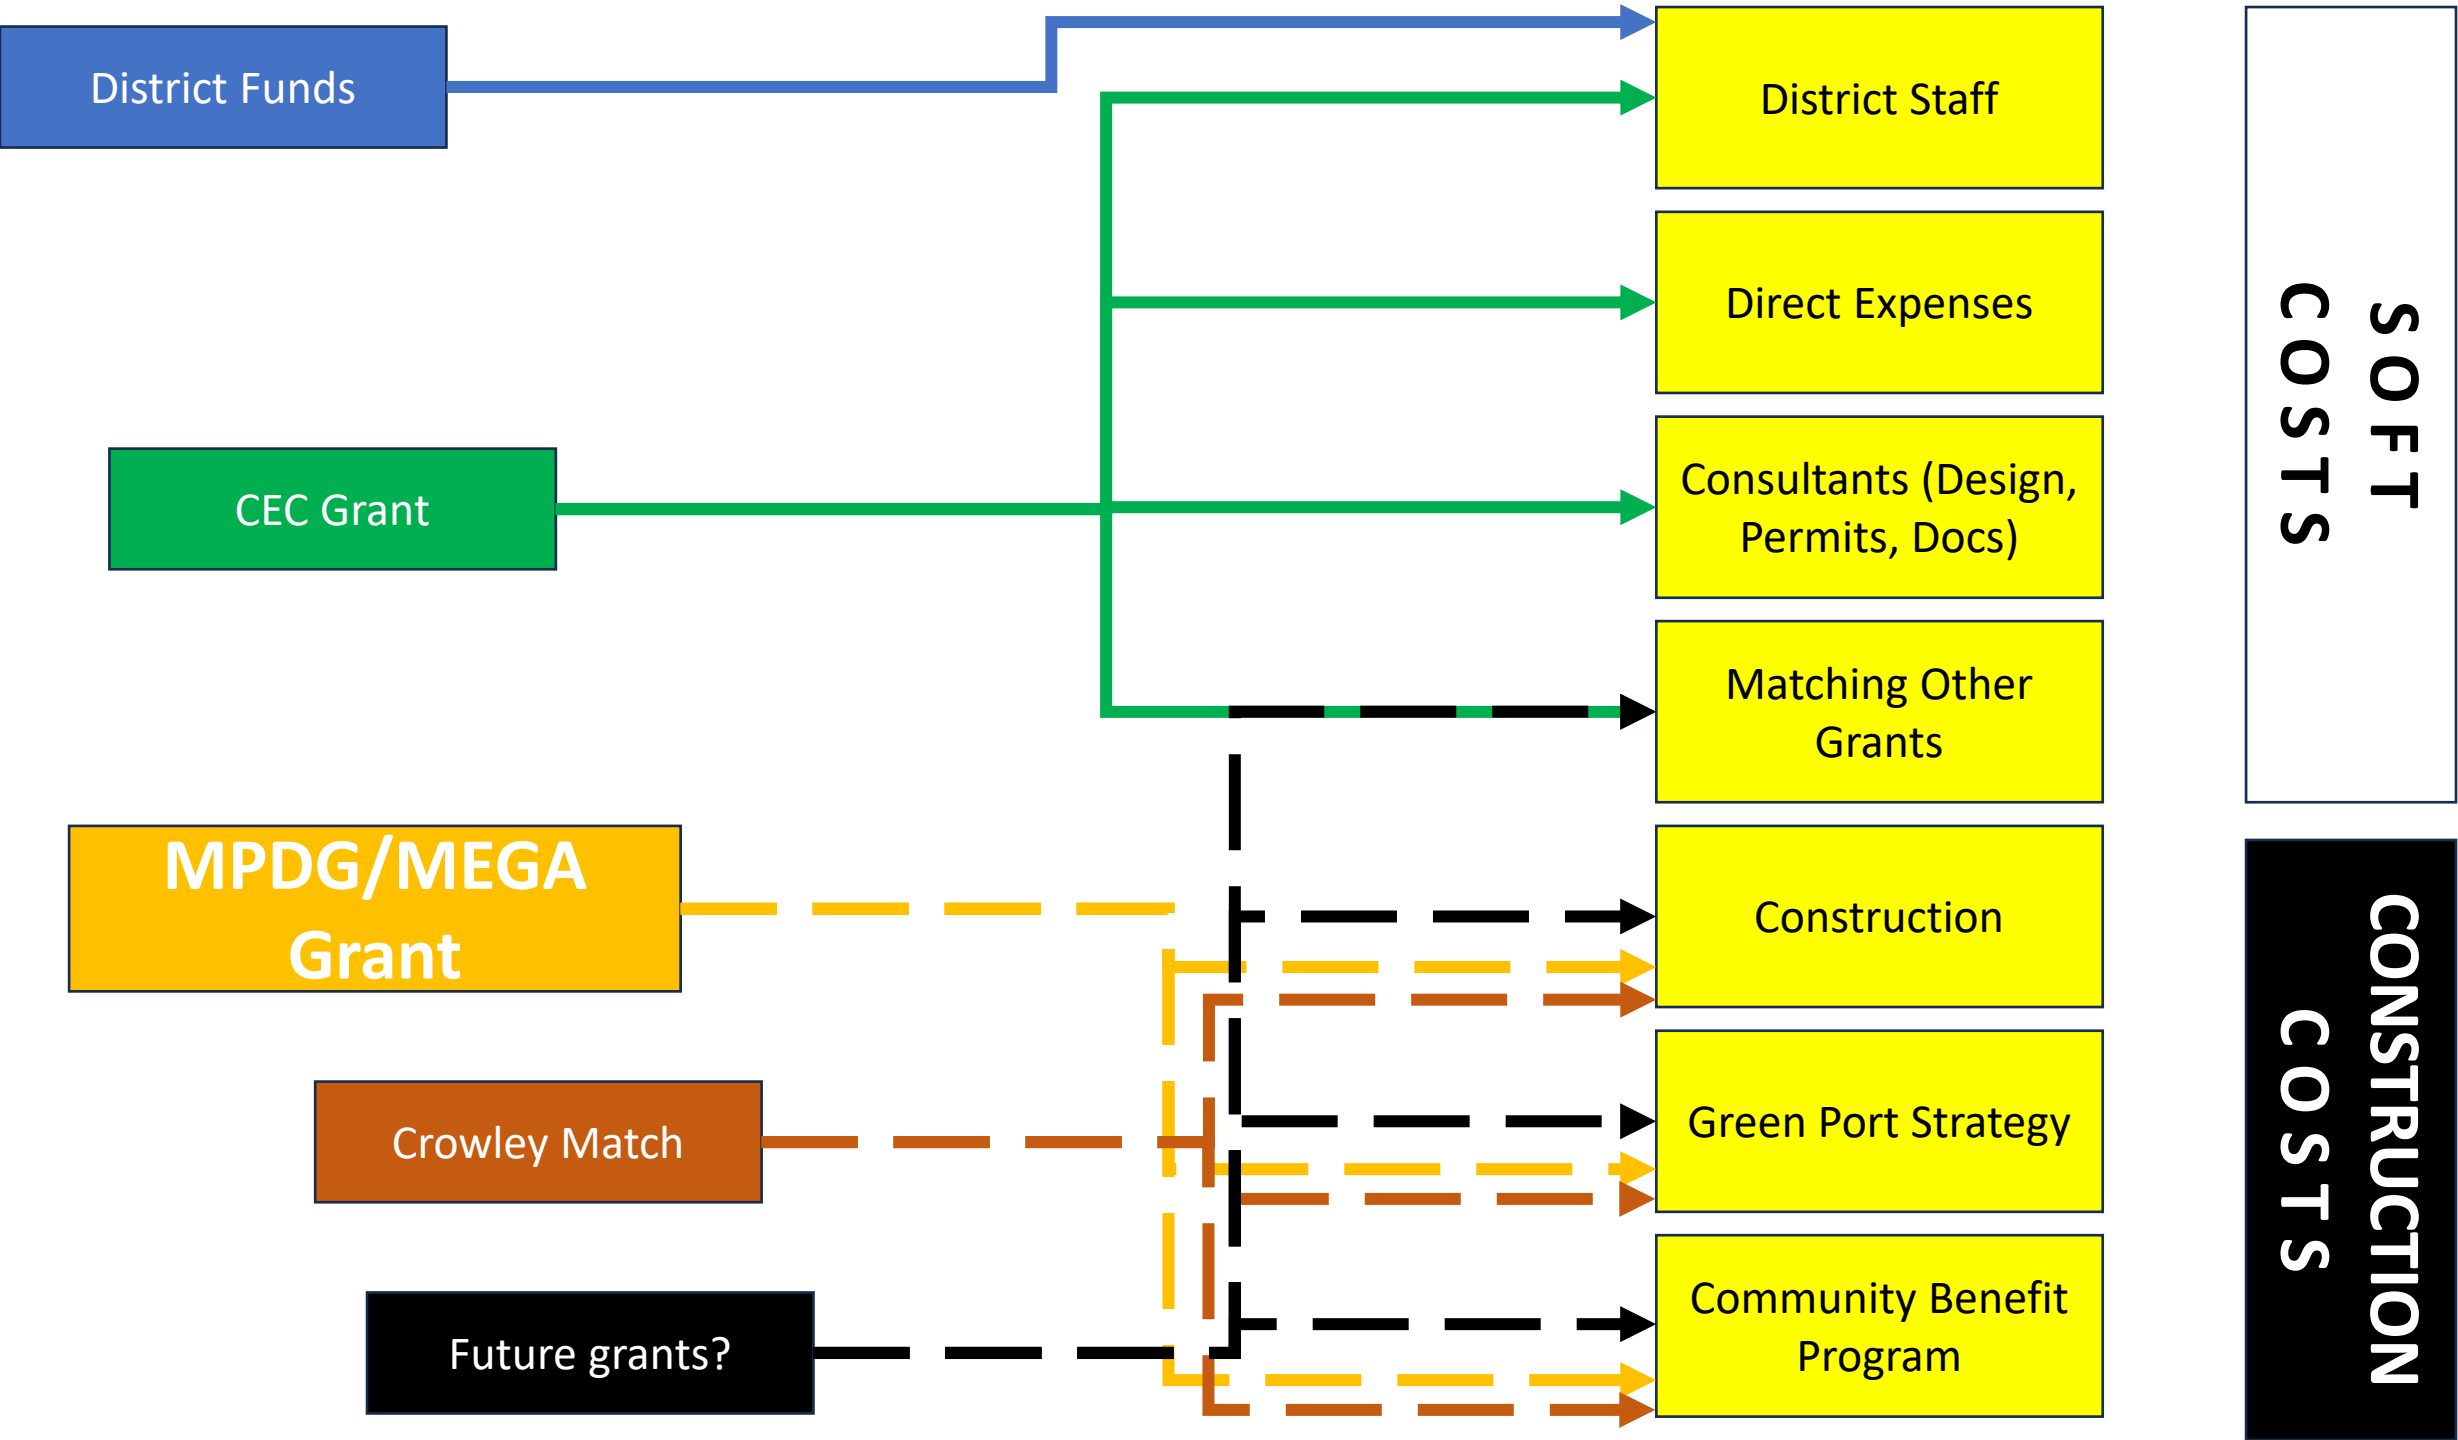 District Funds
District Staff
Direct Expenses
CEC Grant
Consultants (Design,
Permits, Docs)
Matching Other
Grants
SOFT
COSTS
MPDG/MEGA
Grant
Construction
Crowley Match
Green Port Strategy
Future grants?
Community Benefit
Program
CONSTRUCTION
COSTS